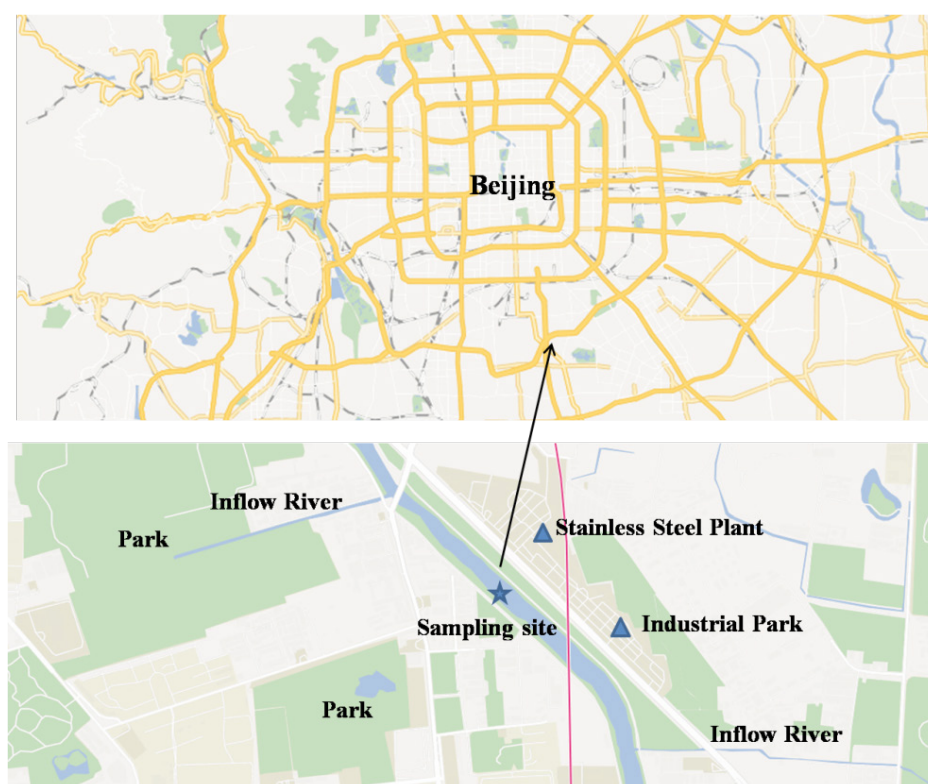 Beijing
Inflow River
Park
Stainless Steel Plant
Sampling site
Industrial Park
Park
Inflow River